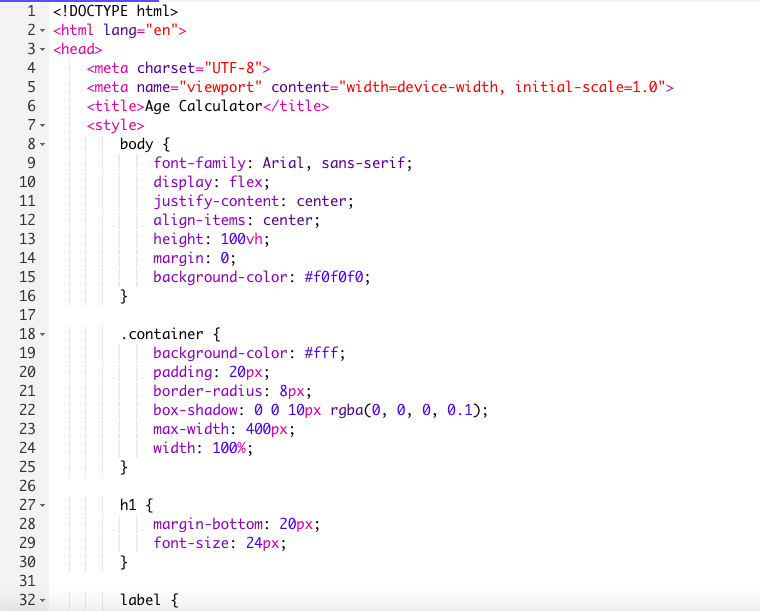 1 <!DOCTYPE html>
2 <html lang="en">
3 <head>
4     <meta charset="UTF-8">
5     <meta name="viewport" content="width=device-width, initial-scale=1.0">
6     <title>Age Calculator</title>
7     <style>
8         body {
9             font-family: Arial, sans-serif;
10             display: flex;
11             justify-content: center;
12             align-items: center;
13             height: 100vh;
14             margin: 0;
15             background-color: #f0f0f0;
16         }
17
18         .container {
19             background-color: #fff;
20             padding: 20px;
21             border-radius: 8px;
22             box-shadow: 0 0 10px rgba(0, 0, 0, 0.1);
23             max-width: 400px;
24             width: 100%;
25         }
26
27         h1 {
28             margin-bottom: 20px;
29             font-size: 24px;
30         }
31
32         label {